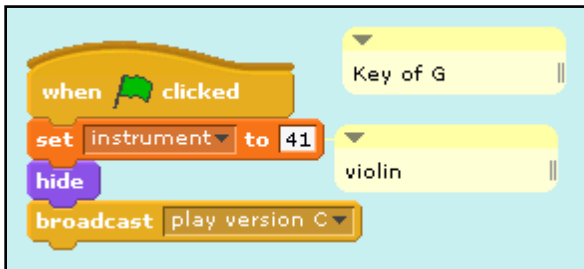 when clicked
Key of G
set instrument to 41
violin
hide
broadcast play version C